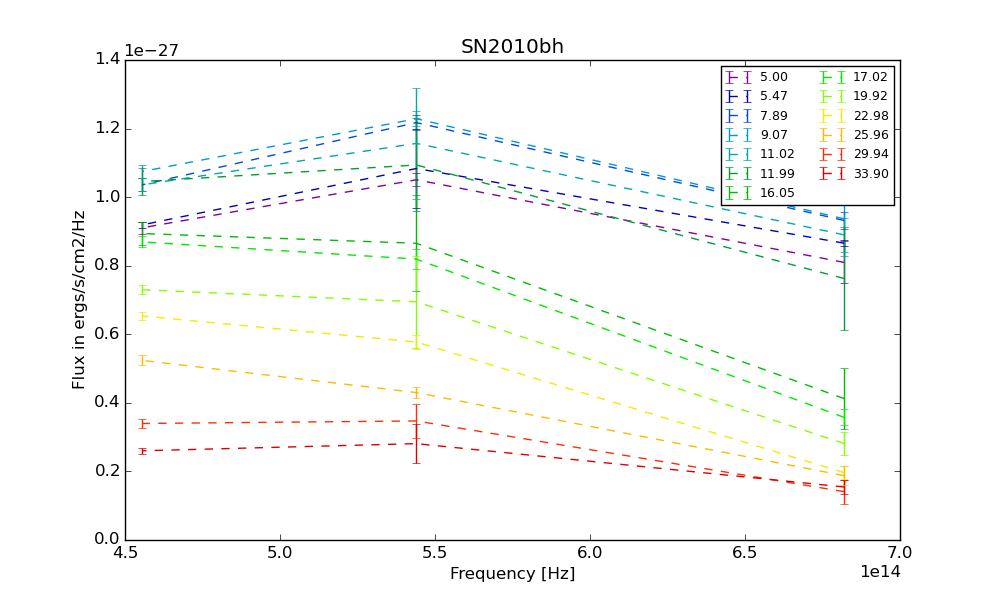 SN2010bh
1e−27
1.4
1.2
1.0
0.8
0.6
0.4
0.2
0.0
Flux in ergs/s/cm2/Hz
5.00 17.02
5.47 19.92
7.89 22.98
9.07 25.96
11.02 29.94
11.99 33.90
16.05
4.5 5.0 5.5 6.0 6.5 7.0
Frequency [Hz]
1e14